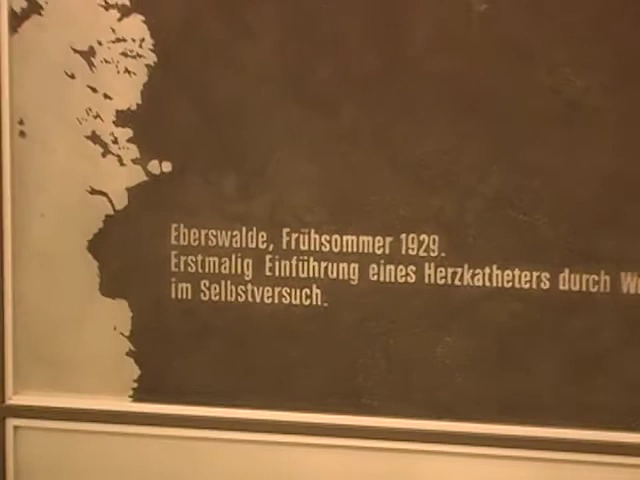 Eberswalde, Frühsommer 1929.
Erstmalig Einführung eines Herzkatheters durch
im Selbstversuch.